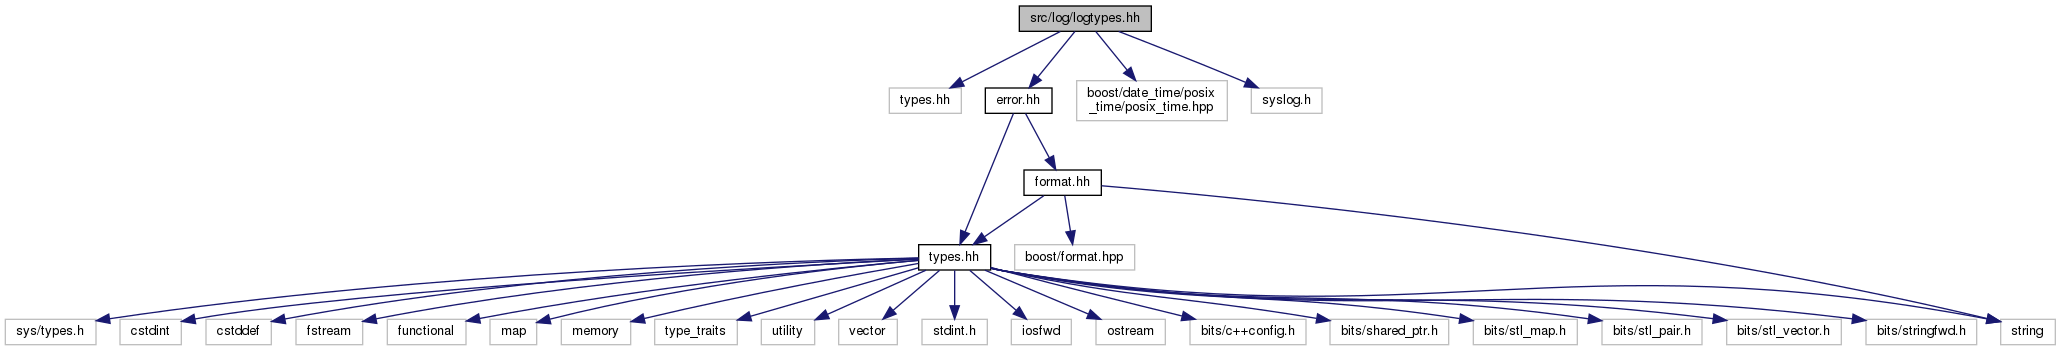 src/log/logtypes.hh
types.hh
error.hh
boost/date_time/posix
_time/posix_time.hpp
syslog.h
format.hh
types.hh
boost/format.hpp
sys/types.h
cstdint
cstddef
fstream
functional
map
memory
type_traits
utility
vector
stdint.h
iosfwd
ostream
bits/c++config.h
bits/shared_ptr.h
bits/stl_map.h
bits/stl_pair.h
bits/stl_vector.h
bits/stringfwd.h
string